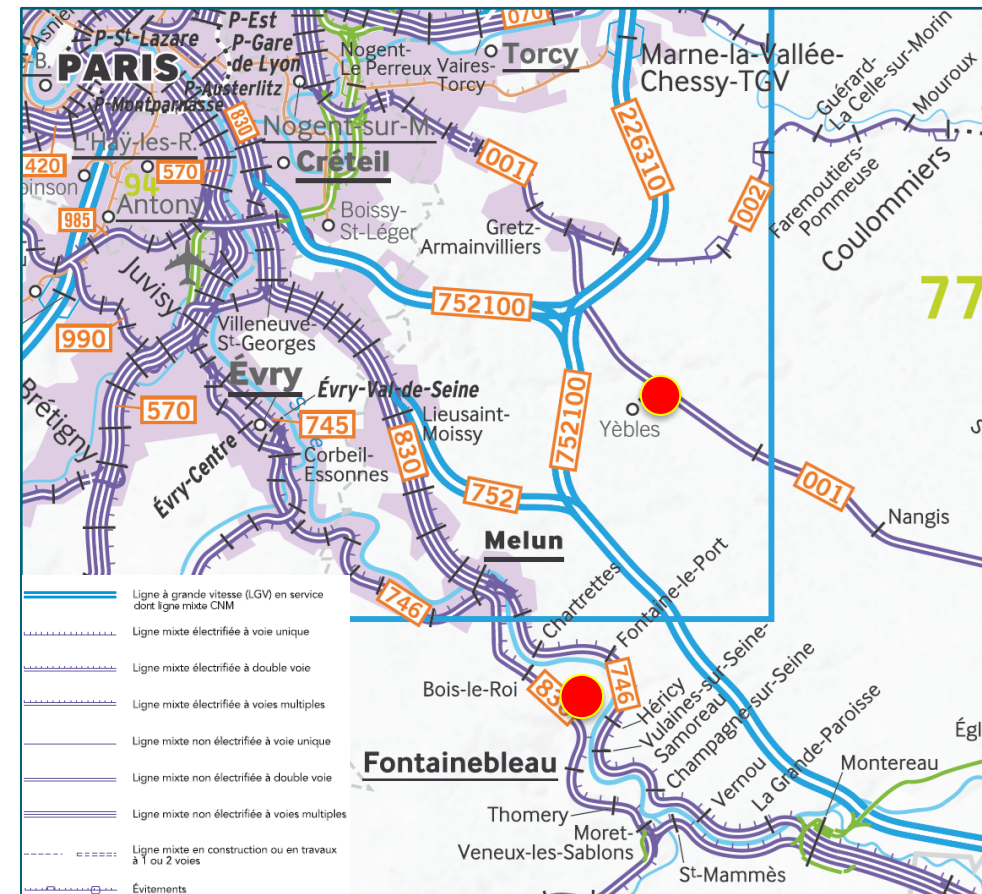 P-Est
P-St-Lazare
P-Gare
de Lyon
070
PARIS
P-Austerlitz
P-Montparnasse
830
Nogent-
Le Perreux
Vaires-
Torcy
Torcy
Marne-la-Vallée-
Chessy-TGV
Guérard-
La Celle-sur-Morin
Mouroux
Faremoutiers-
Pommeuse
Coulommiers
226310
002
001
420
L'Haÿ-les-R.
570
Nogent-sur-M.
Créteil
94
985
Antony
Boissy-
St-Léger
Gretz-
Armainvilliers
Juvisy
752100
77
990
Villeneuve-
St-Georges
Évry
Évry-Val-de-Seine
Brétigny
570
745
Lieusaint-
Moissy
752100
Yèbles
Évry-Centre
Corbeil-
Essonnes
830
752
001
Nangis
Melun
746
Chartrettes
Fontaine-le-Port
Bois-le-Roi
746
Héricy
Vulaines-sur-Seine-
Samoreau
Champagne-sur-Seine
Fontainebleau
Vernou
La Grande-Paroisse
Montereau
Thomery
Moret-
Veneux-les-Sablons
St-Mammès
Ligne à grande vitesse (LGV) en service
dont ligne mixte CNM
Ligne mixte électrifiée à voie unique
Ligne mixte électrifiée à double voie
Ligne mixte électrifiée à voies multiples
Ligne mixte non électrifiée à voie unique
Ligne mixte non électrifiée à double voie
Ligne mixte non électrifiée à voies multiples
Ligne mixte en construction ou en travaux
à 1 ou 2 voies
Évitements